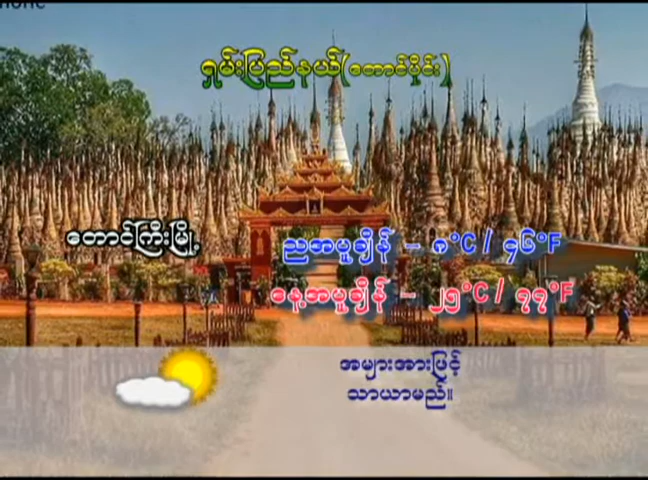 ရှမ်းပြည်နယ်(တောင်ပိုင်း)
တောင်ကြီးမြို့
ညအပူချိန် - ၈°C / ၄၆°F
နေ့အပူချိန် - ၂၅°C / ၇၇°F
အများအားဖြင့်
သာယာမည်။